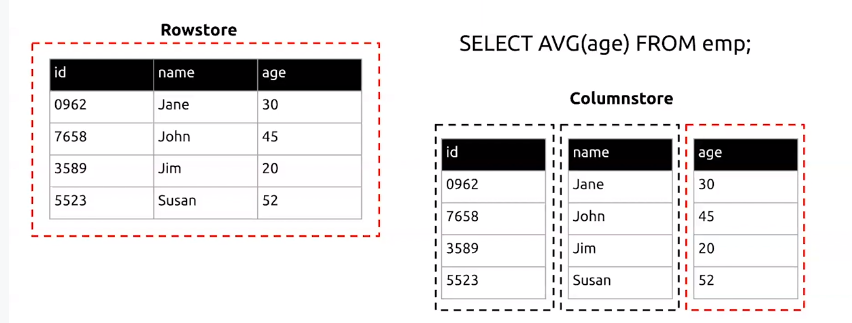 Rowstore
id name age
0962 Jane 30
7658 John 45
3589 Jim 20
5523 Susan 52
SELECT AVG(age) FROM emp;
Columnstore
id name age
0962 Jane 30
7658 John 45
3589 Jim 20
5523 Susan 52